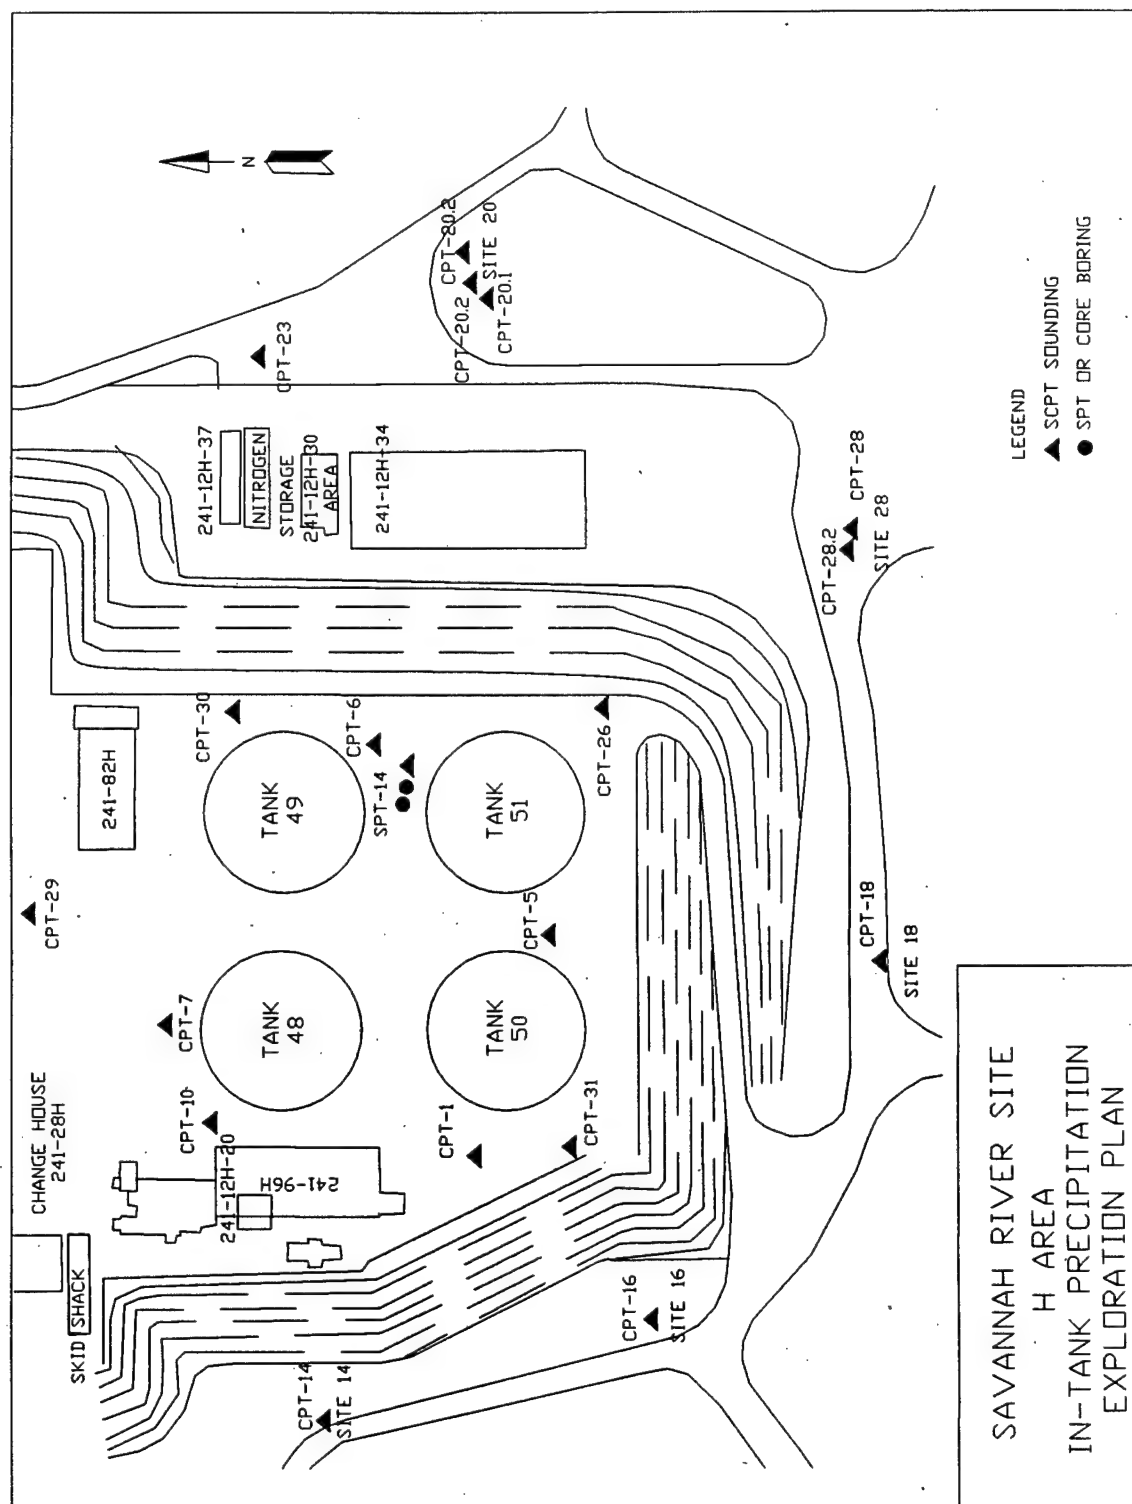 CHANGE HOUSE
241-28H
SKID SHACK
CPT-29
241-82H
CPT-10
CPT-7
CPT-30
241-12H-20
241-96H
TANK
48
TANK
49
CPT-6
SPT-14
CPT-1
TANK
50
TANK
51
CPT-5
CPT-31
CPT-26
CPT-14
SITE 14
CPT-16
SITE 16
241-12H-37
NITROGEN
STORAGE
241-12H-30
AREA
241-12H-34
CPT-23
N
CPT-20.2
CPT-20.2
SITE 20
CPT-20.1
CPT-28.2
CPT-28
SITE 28
CPT-18
SITE 18
LEGEND
SCPT SOUNDING
SPT OR CORE BORING
SAVANNAH RIVER SITE
H AREA
IN-TANK PRECIPITATION
EXPLORATION PLAN